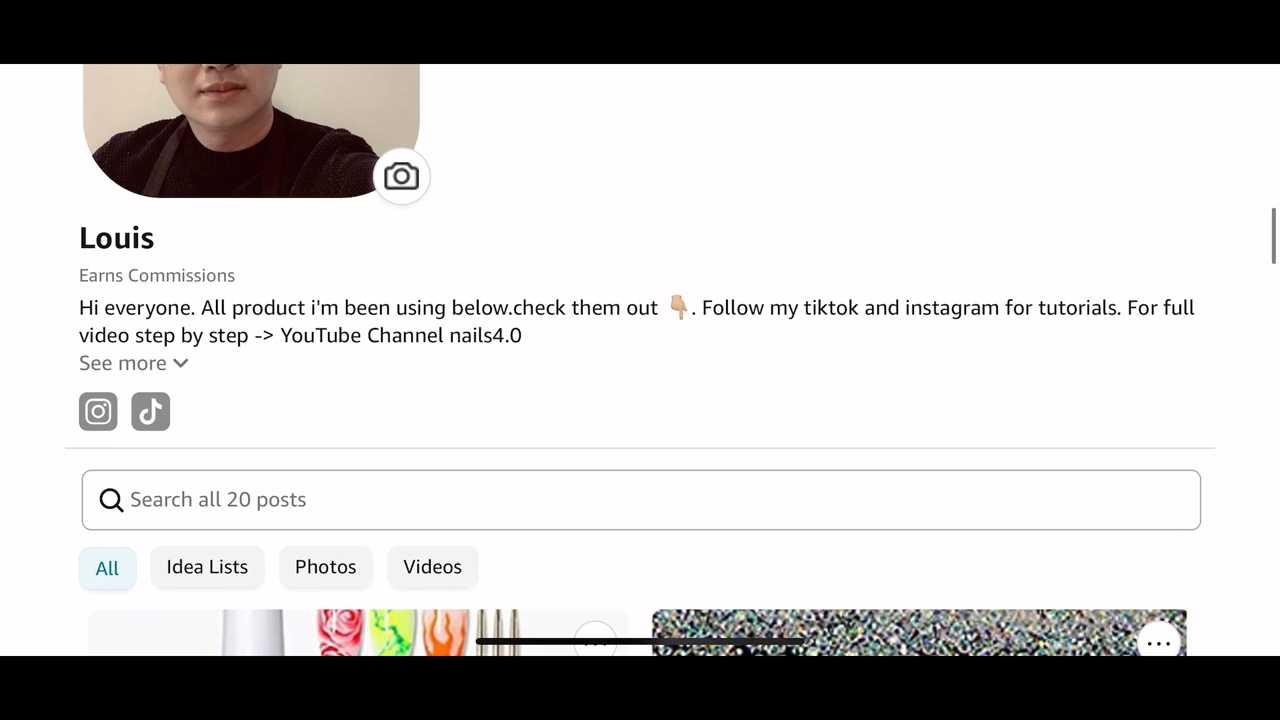 Louis
Earns Commissions
Hi everyone. All product i'm been using below.check them out 👇🏼. Follow my tiktok and instagram for tutorials. For full
video step by step -> YouTube Channel nails4.0
See more
Search all 20 posts
All Idea Lists Photos Videos